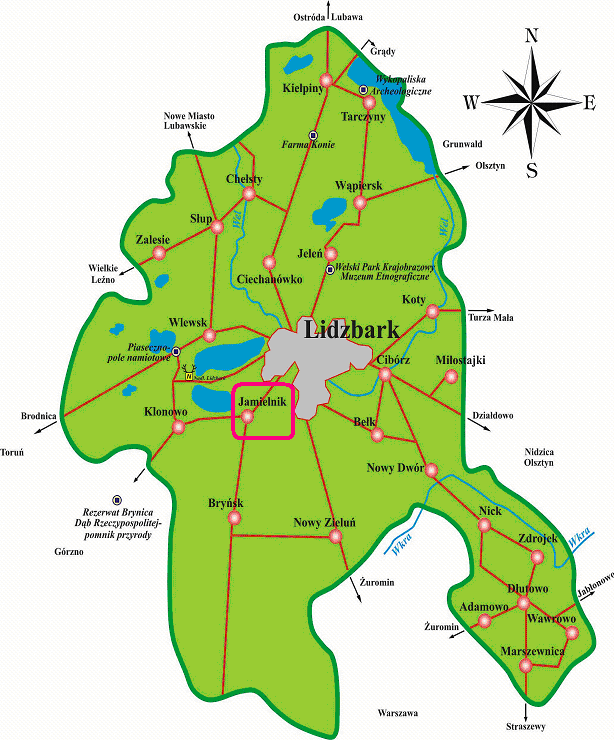 Ostróda
Lubawa
Grądy
N
Kiełpiny
Wykopaliska
Archeologiczne
W
E
Tarczyny
Nowe Miasto
Lubawskie
Farma Konie
Grunwald
S
Olsztyn
Chełsty
Wąpiersk
Słup
Wel
Wel
Zalesie
Jeleń
Wielkie
Leżno
Ciechanówko
Welski Park Krajobrazowy
Muzeum Etnograficzne
Koty
Turza Mała
Wlewsk
Lidzbark
Piaseczno-
pole namiotowe
Cibórz
Miłostajki
N
Jamielnik
Brodnica
Klonowo
Bełk
Działdowo
Toruń
Nowy Dwór
Nidzica
Olsztyn
Rezerwat Brynica
Dąb Rzeczypospolitej-
pomnik przyrody
Bryńsk
Nick
Nowy Zieluń
Zdrojek
Wkra
Wkra
Górzno
Żuromin
Jabłonowo
Dłutowo
Adamowo
Wawrowo
Żuromin
Marszewnica
Warszawa
Straszewy